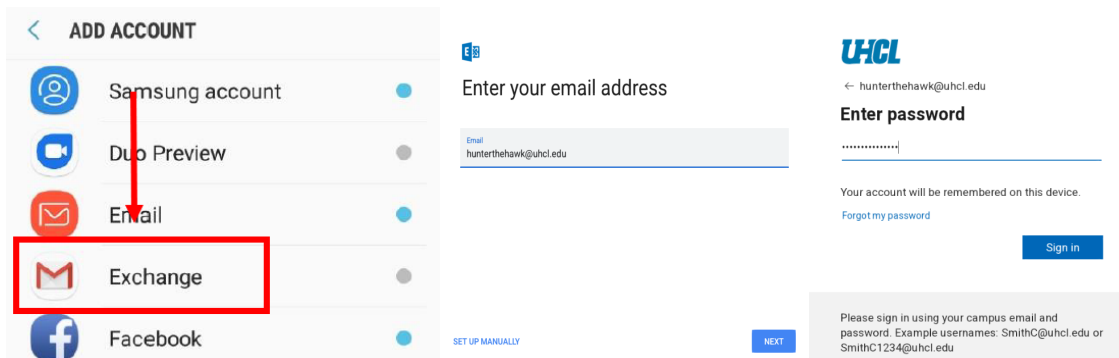 ADD ACCOUNT
Samsung account
Duo Preview
Email
Exchange
Facebook
Enter your email address
Email
hunterthehawk@uhcl.edu
SET UP MANUALLY
NEXT
UHCL
hunterthehawk@uhcl.edu
Enter password
Your account will be remembered on this device.
Forgot my password
Sign in
Please sign in using your campus email and
password. Example usernames: SmithC@uhcl.edu or
SmithC1234@uhcl.edu